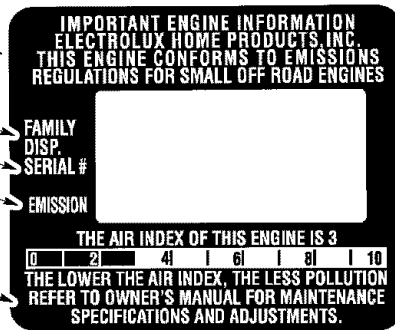 IMPORTANT ENGINE INFORMATION
ELECTROLUX HOME PRODUCTS, INC.
THIS ENGINE CONFORMS TO EMISSIONS
REGULATIONS FOR SMALL OFF ROAD ENGINES
FAMILY
DISP.
SERIAL #
EMISSION
THE AIR INDEX OF THIS ENGINE IS 3
0 2 4 6 8 10
THE LOWER THE AIR INDEX, THE LESS POLLUTION
REFER TO OWNER'S MANUAL FOR MAINTENANCE
SPECIFICATIONS AND ADJUSTMENTS.